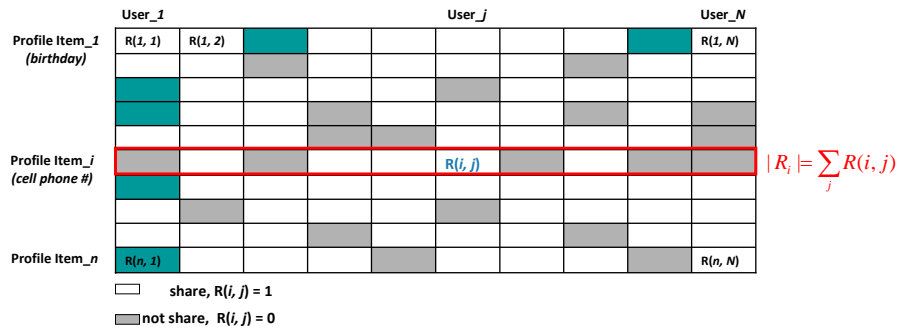 User_1 User_j User_N
Profile Item_1 R(1, 1) R(1, 2) R(1, N)
(birthday)
Profile Item_i R(i, j) | R_i |= ∑_j R(i, j)
(cell phone #)
Profile Item_n R(n, 1) R(n, N)
share, R(i, j) = 1
not share, R(i, j) = 0